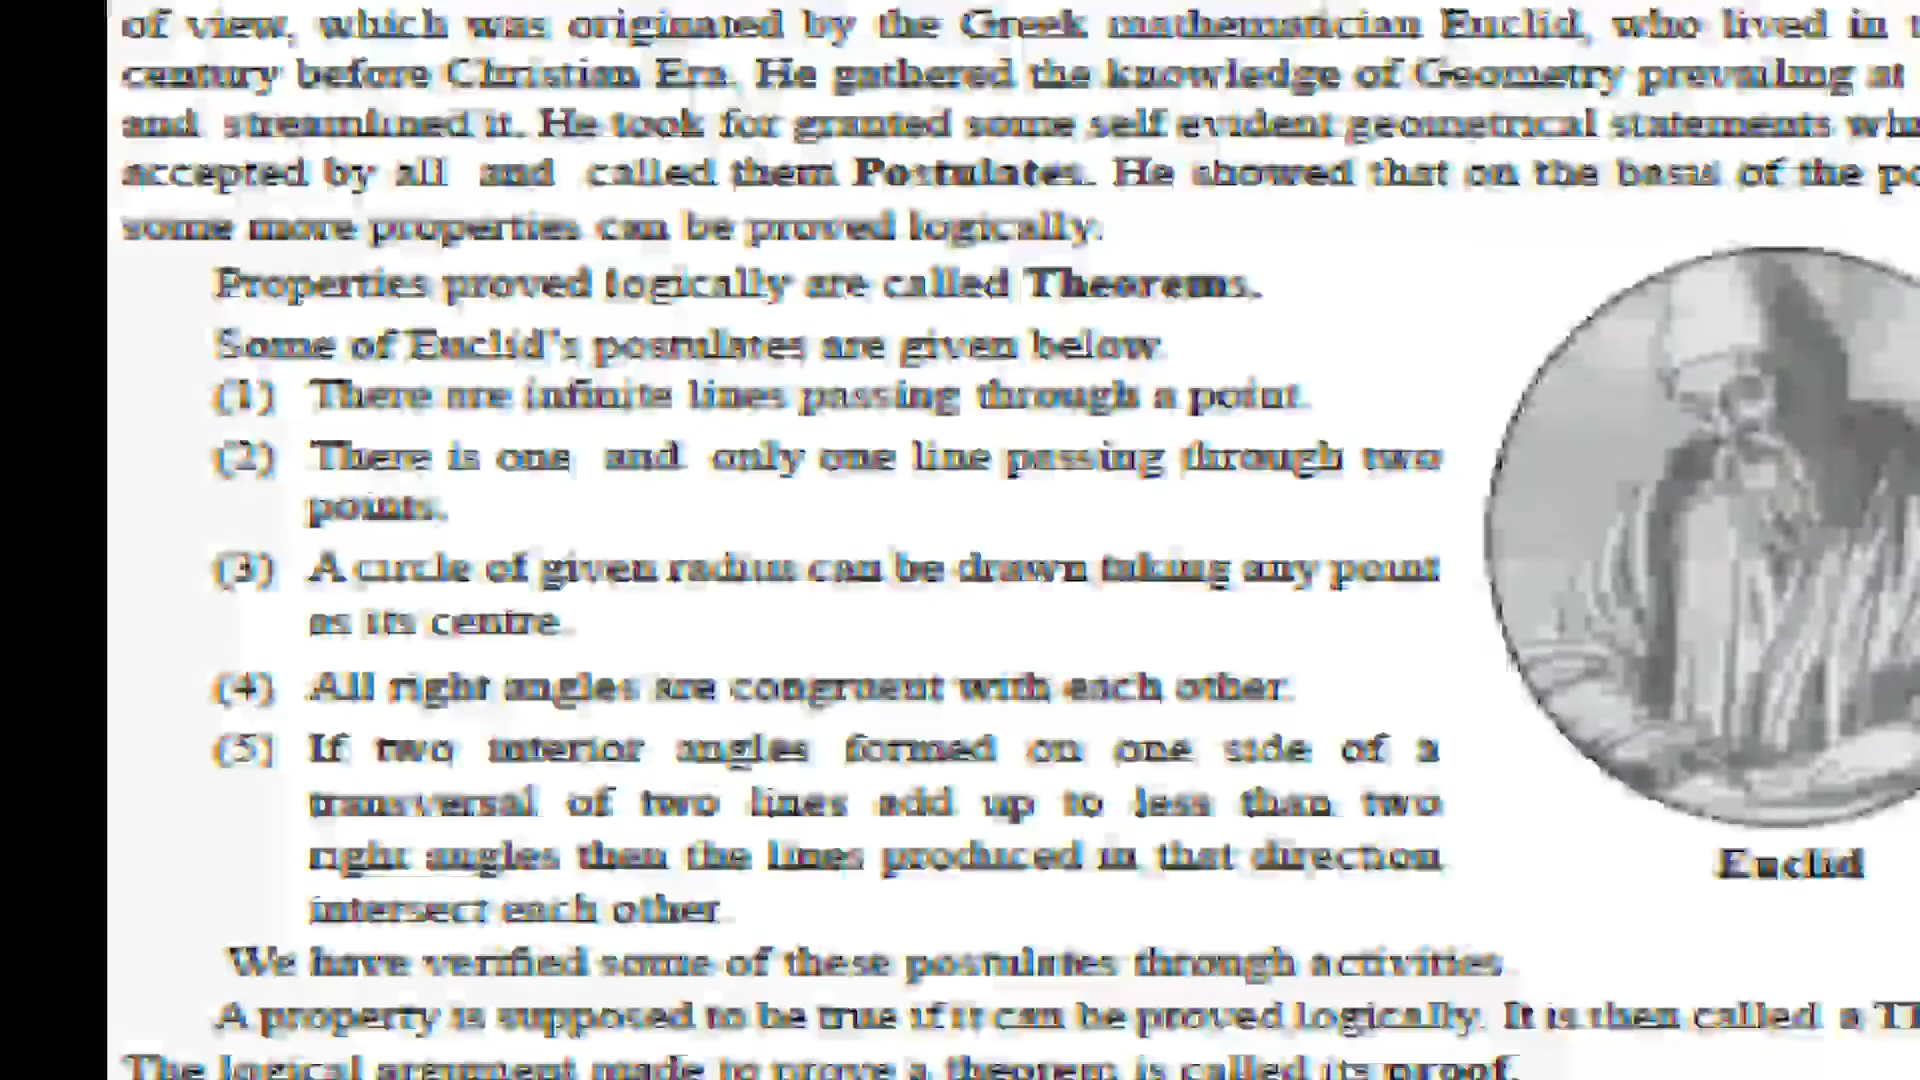 of view, which was originated by the Greek mathematician Euclid, who lived in
century before Christian Era. He gathered the knowledge of Geometry prevailing at
and streamlined it. He took for granted some self evident geometrical statements
accepted by all and called them Postulates. He showed that on the basis of the
some more properties can be proved logically.
Properties proved logically are called Theorems.
Some of Euclid's postulates are given below.
(1) There are infinite lines passing through a point.
(2) There is one and only one line passing through two
points.
(3) A circle of given radius can be drawn taking any point
as its centre.
(4) All right angles are congruent with each other.
(5) If two interior angles formed on one side of a
transversal of two lines add up to less than two
right angles then the lines produced in that direction
intersect each other.
Euclid
We have verified some of these postulates through activities.
A property is supposed to be true if it can be proved logically. It is then called a
The logical argument made to prove a theorem is called its proof.